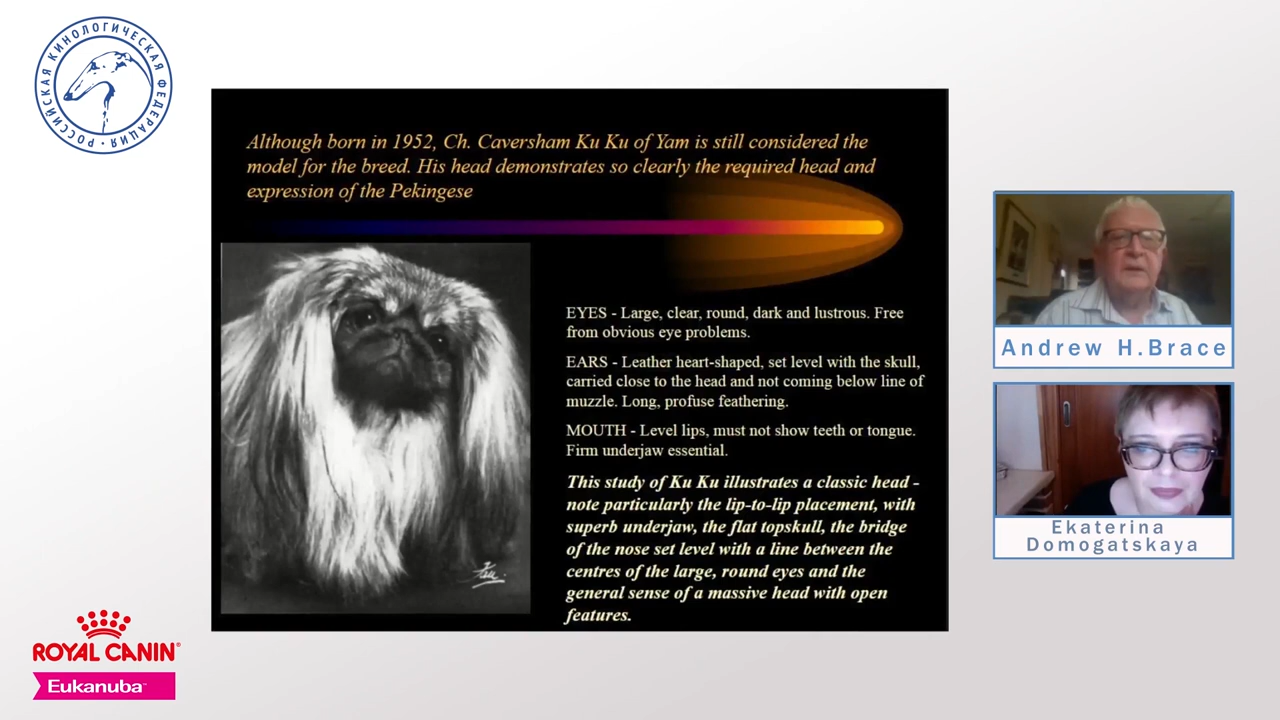 РОССИЙСКАЯ КИНОЛОГИЧЕСКАЯ ФЕДЕРАЦИЯ
Although born in 1952, Ch. Caversham Ku Ku of Yam is still considered the
model for the breed. His head demonstrates so clearly the required head and
expression of the Pekingese
EYES - Large, clear, round, dark and lustrous. Free
from obvious eye problems.
EARS - Leather heart-shaped, set level with the skull,
carried close to the head and not coming below line of
muzzle. Long, profuse feathering.
MOUTH - Level lips, must not show teeth or tongue.
Firm underjaw essential.
This study of Ku Ku illustrates a classic head -
note particularly the lip-to-lip placement, with
superb underjaw, the flat topskull, the bridge
of the nose set level with a line between the
centres of the large, round eyes and the
general sense of a massive head with open
features.
Andrew H.Brace
Ekaterina
Domogatskaya
ROYAL CANIN®
Eukanuba™